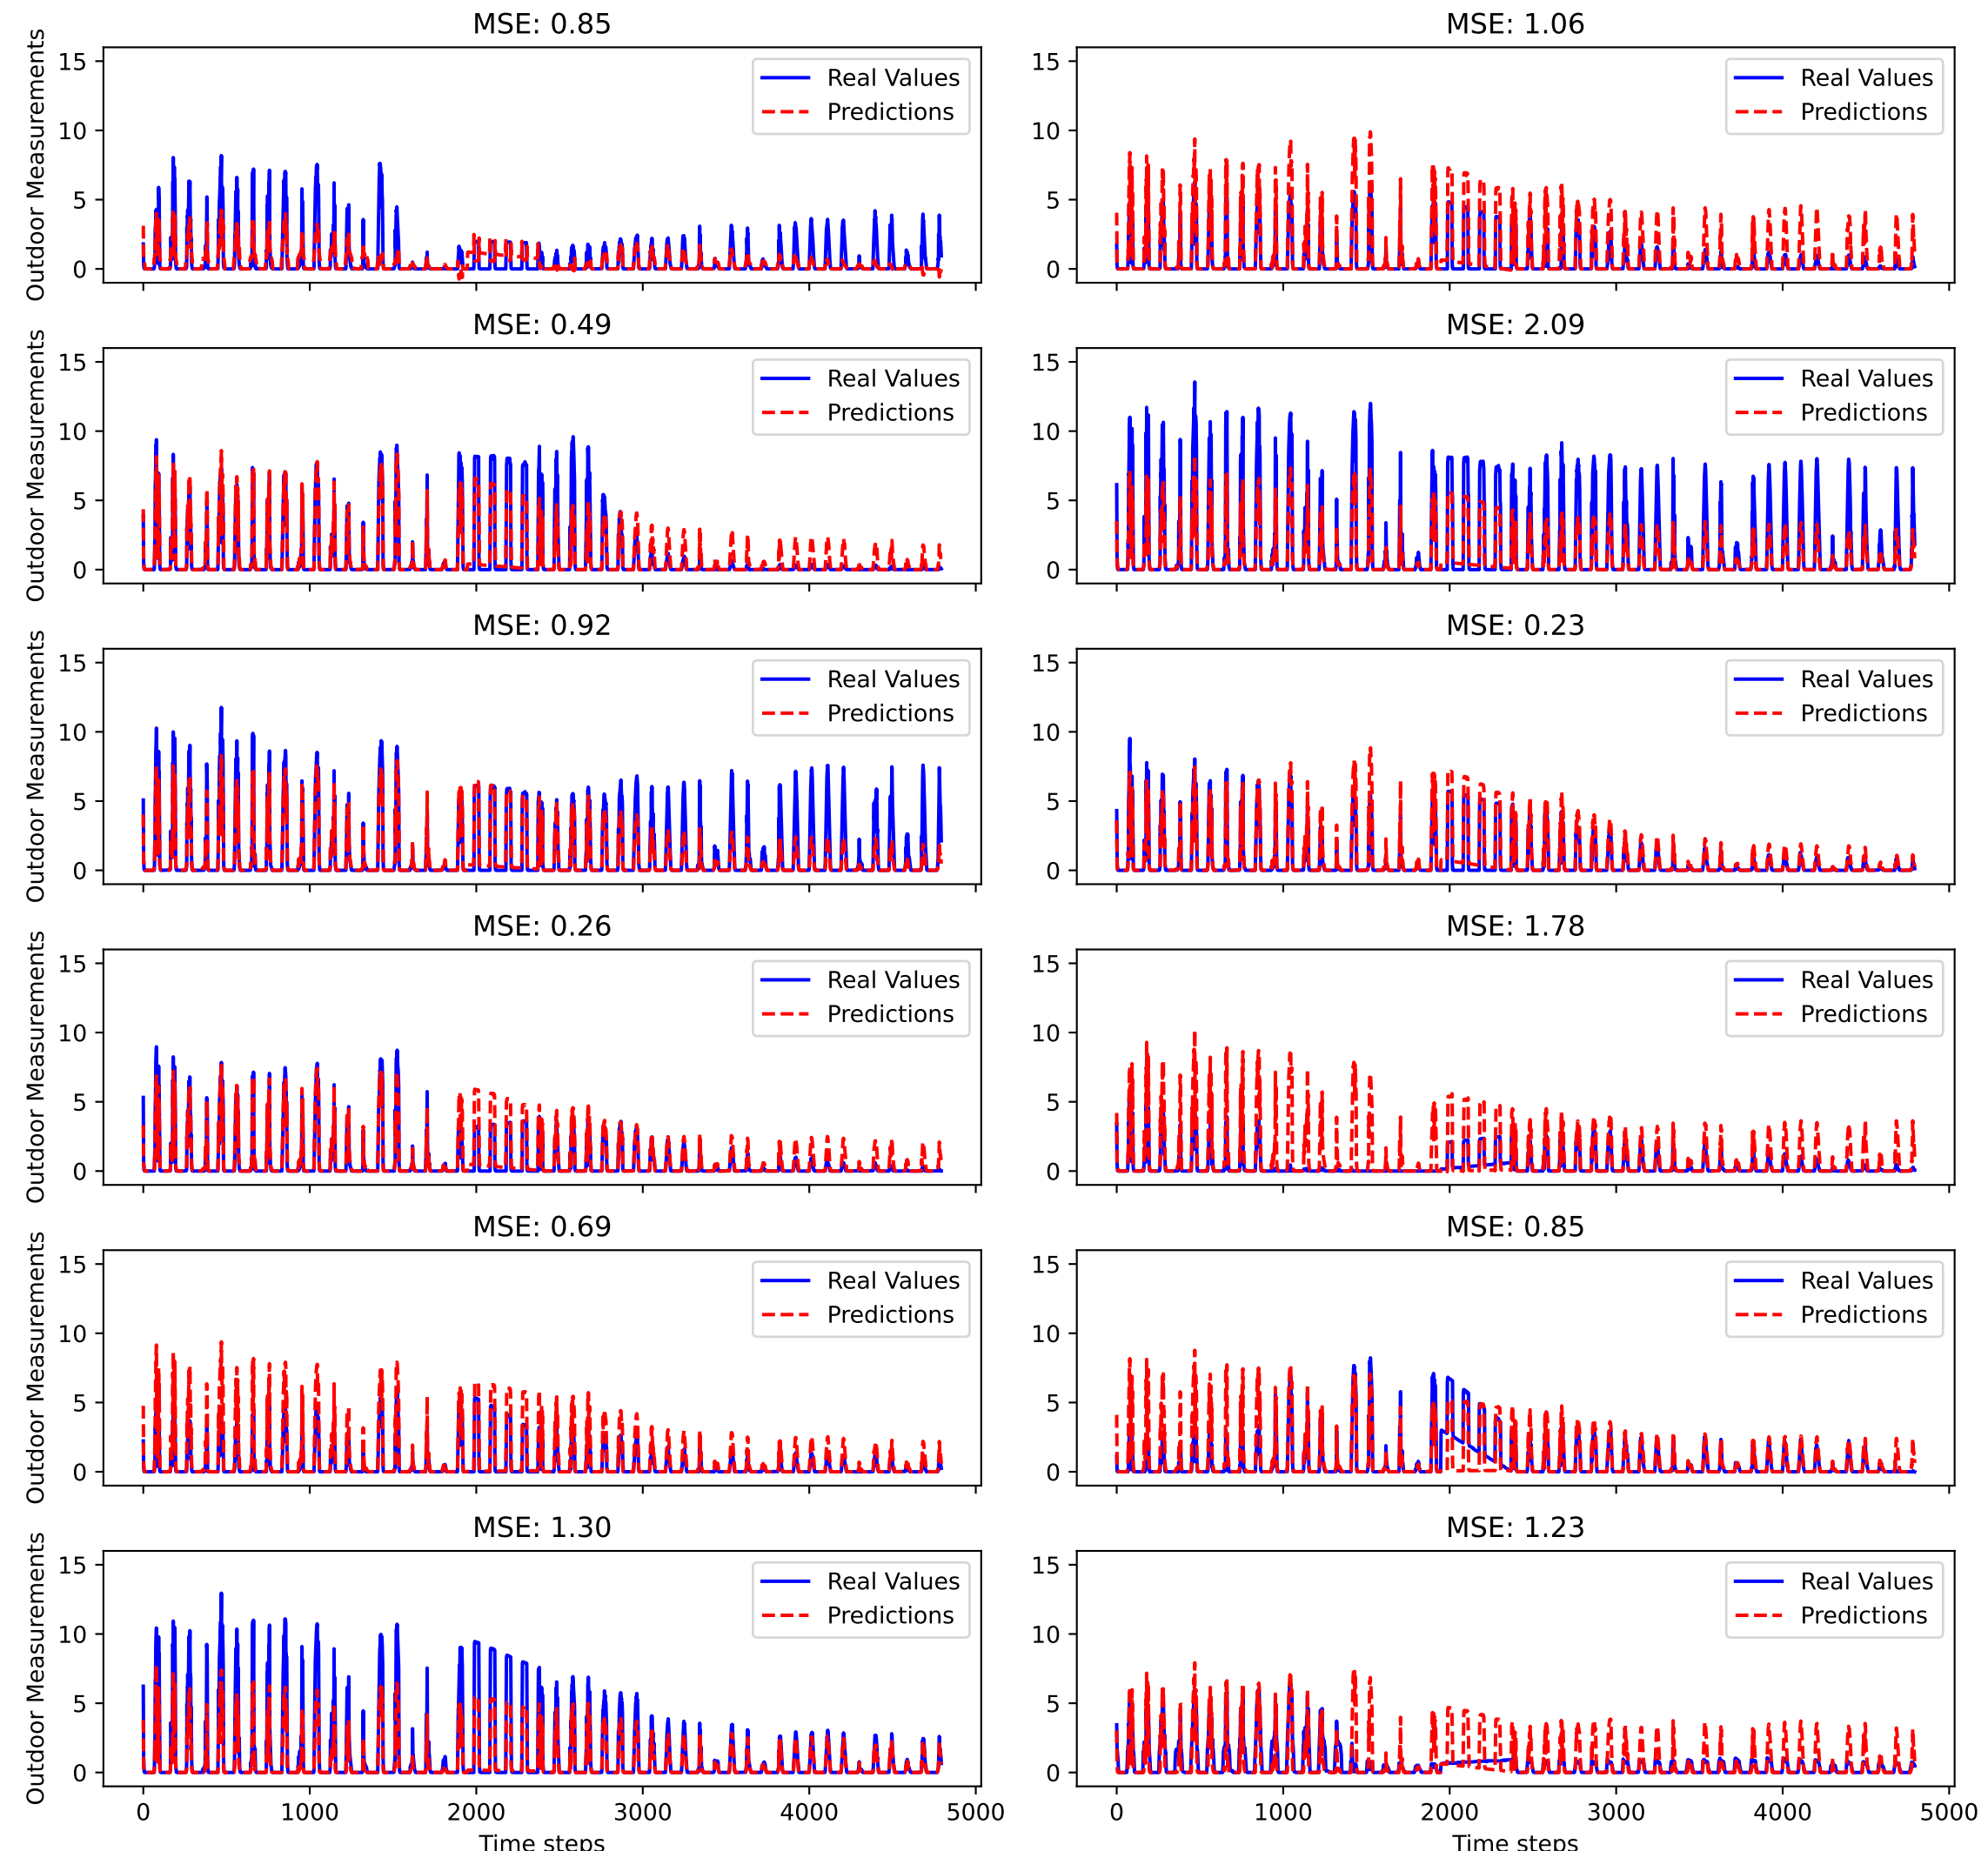 MSE: 0.85
Outdoor Measurements
15
10
5
0
Real Values
Predictions
MSE: 1.06
15
10
5
0
Real Values
Predictions
MSE: 0.49
Outdoor Measurements
15
10
5
0
Real Values
Predictions
MSE: 2.09
15
10
5
0
Real Values
Predictions
MSE: 0.92
Outdoor Measurements
15
10
5
0
Real Values
Predictions
MSE: 0.23
15
10
5
0
Real Values
Predictions
MSE: 0.26
Outdoor Measurements
15
10
5
0
Real Values
Predictions
MSE: 1.78
15
10
5
0
Real Values
Predictions
MSE: 0.69
Outdoor Measurements
15
10
5
0
Real Values
Predictions
MSE: 0.85
15
10
5
0
Real Values
Predictions
MSE: 1.30
Outdoor Measurements
15
10
5
0
Real Values
Predictions
0 1000 2000 3000 4000 5000
Time steps
MSE: 1.23
15
10
5
0
Real Values
Predictions
0 1000 2000 3000 4000 5000
Time steps